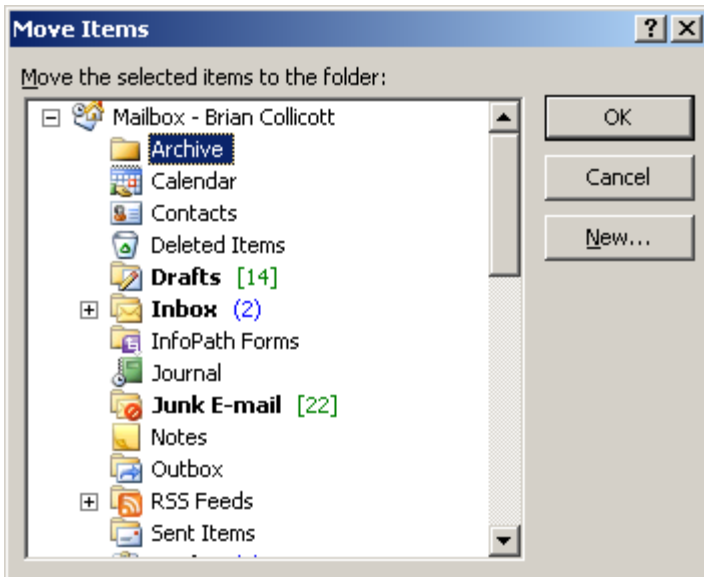 Move Items
Move the selected items to the folder:
Mailbox - Brian Collicott
Archive
Calendar
Contacts
Deleted Items
Drafts [14]
Inbox (2)
InfoPath Forms
Journal
Junk E-mail [22]
Notes
Outbox
RSS Feeds
Sent Items
OK
Cancel
New...